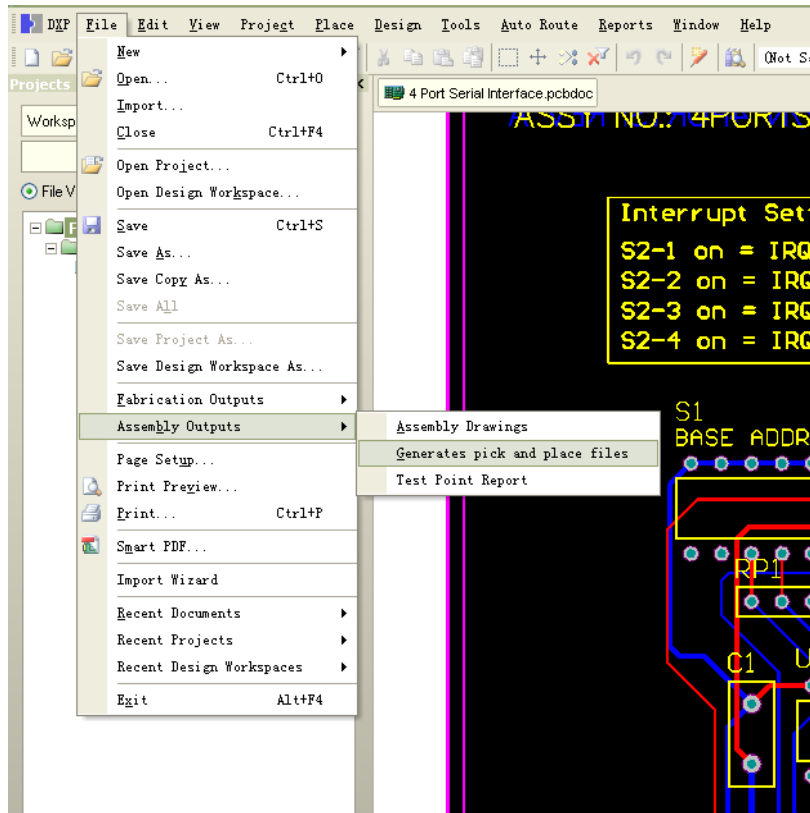 DXP File Edit View Project Place Design Tools Auto Route Reports Window Help
(Not Sa
Projects
4 Port Serial Interface.pcbdoc
Worksp
File V
New
Open... Ctrl+O
Import...
Close Ctrl+F4
Open Project...
Open Design Workspace...
Save Ctrl+S
Save As...
Save Copy As...
Save All
Save Project As...
Save Design Workspace As...
Fabrication Outputs
Assembly Outputs
Page Setup...
Print Preview...
Print... Ctrl+P
Smart PDF...
Import Wizard
Recent Documents
Recent Projects
Recent Design Workspaces
Exit Alt+F4
Assembly Drawings
Generates pick and place files
Test Point Report
ASSY NO.: 4PORTS
Interrupt Set
S2-1 on = IRQ
S2-2 on = IRQ
S2-3 on = IRQ
S2-4 on = IRQ
S1
BASE ADDR
RP1
C1 U